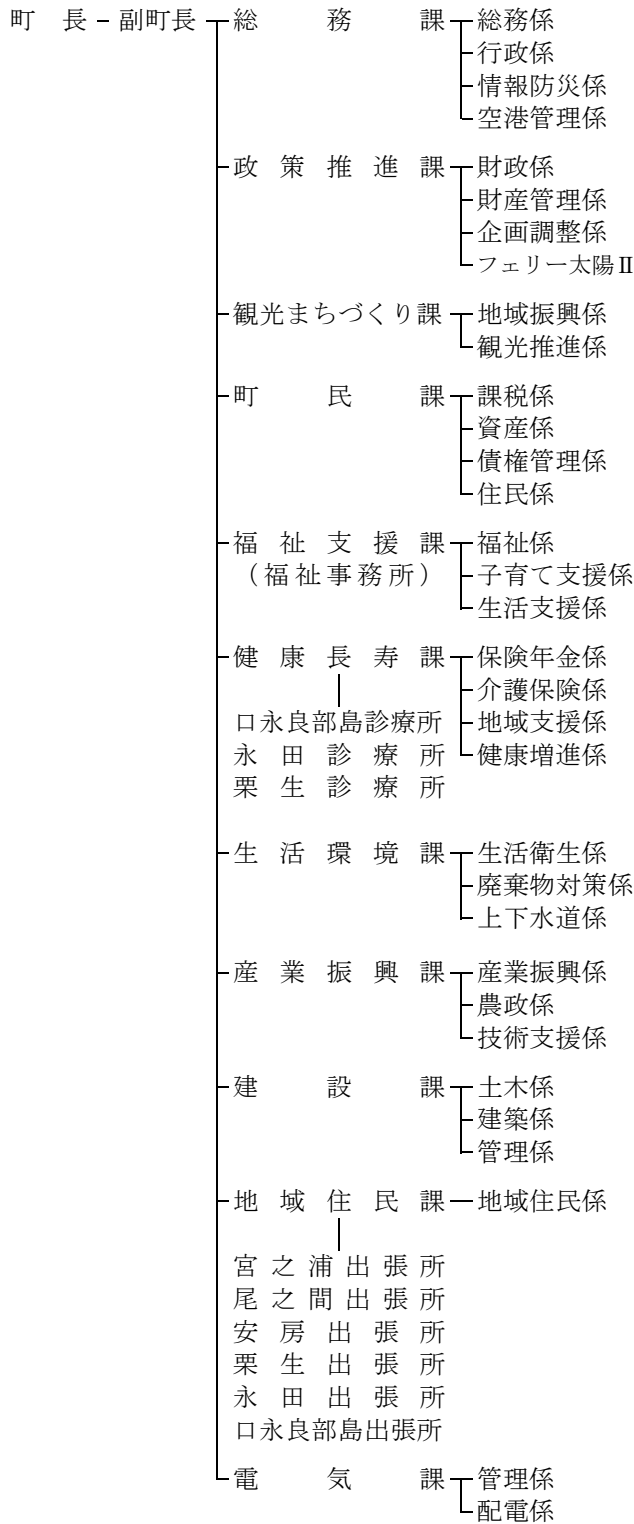 町長 副町長 総務課 総務係
行政係
情報防災係
空港管理係
政策推進課 財政係
財産管理係
企画調整係
フェリー太陽Ⅱ
観光まちづくり課 地域振興係
観光推進係
町民課 課税係
資産係
債権管理係
住民係
福祉支援課 福祉係
（福祉事務所） 子育て支援係
生活支援係
健康長寿課 保険年金係
介護保険係
口永良部島診療所 地域支援係
永田診療所 健康増進係
栗生診療所
生活環境課 生活衛生係
廃棄物対策係
上下水道係
産業振興課 産業振興係
農政係
技術支援係
建設課 土木係
建築係
管理係
地域住民課 地域住民係
宮之浦出張所
尾之間出張所
安房出張所
栗生出張所
永田出張所
口永良部島出張所
電気課 管理係
配電係